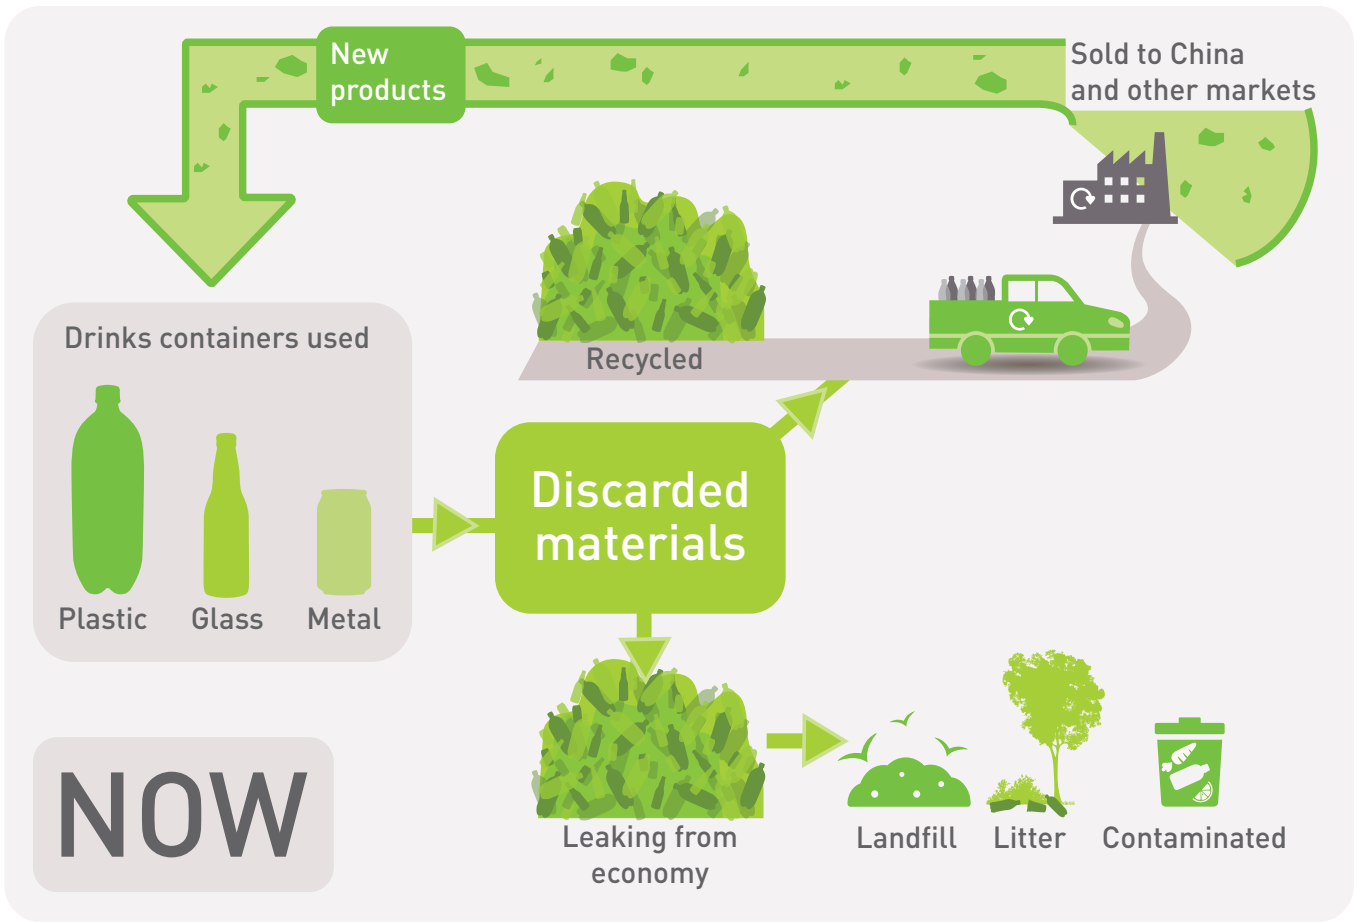 New
products
Sold to China
and other markets
Drinks containers used
Plastic
Glass
Metal
Recycled
Discarded
materials
Leaking from
economy
Landfill
Litter
Contaminated
NOW